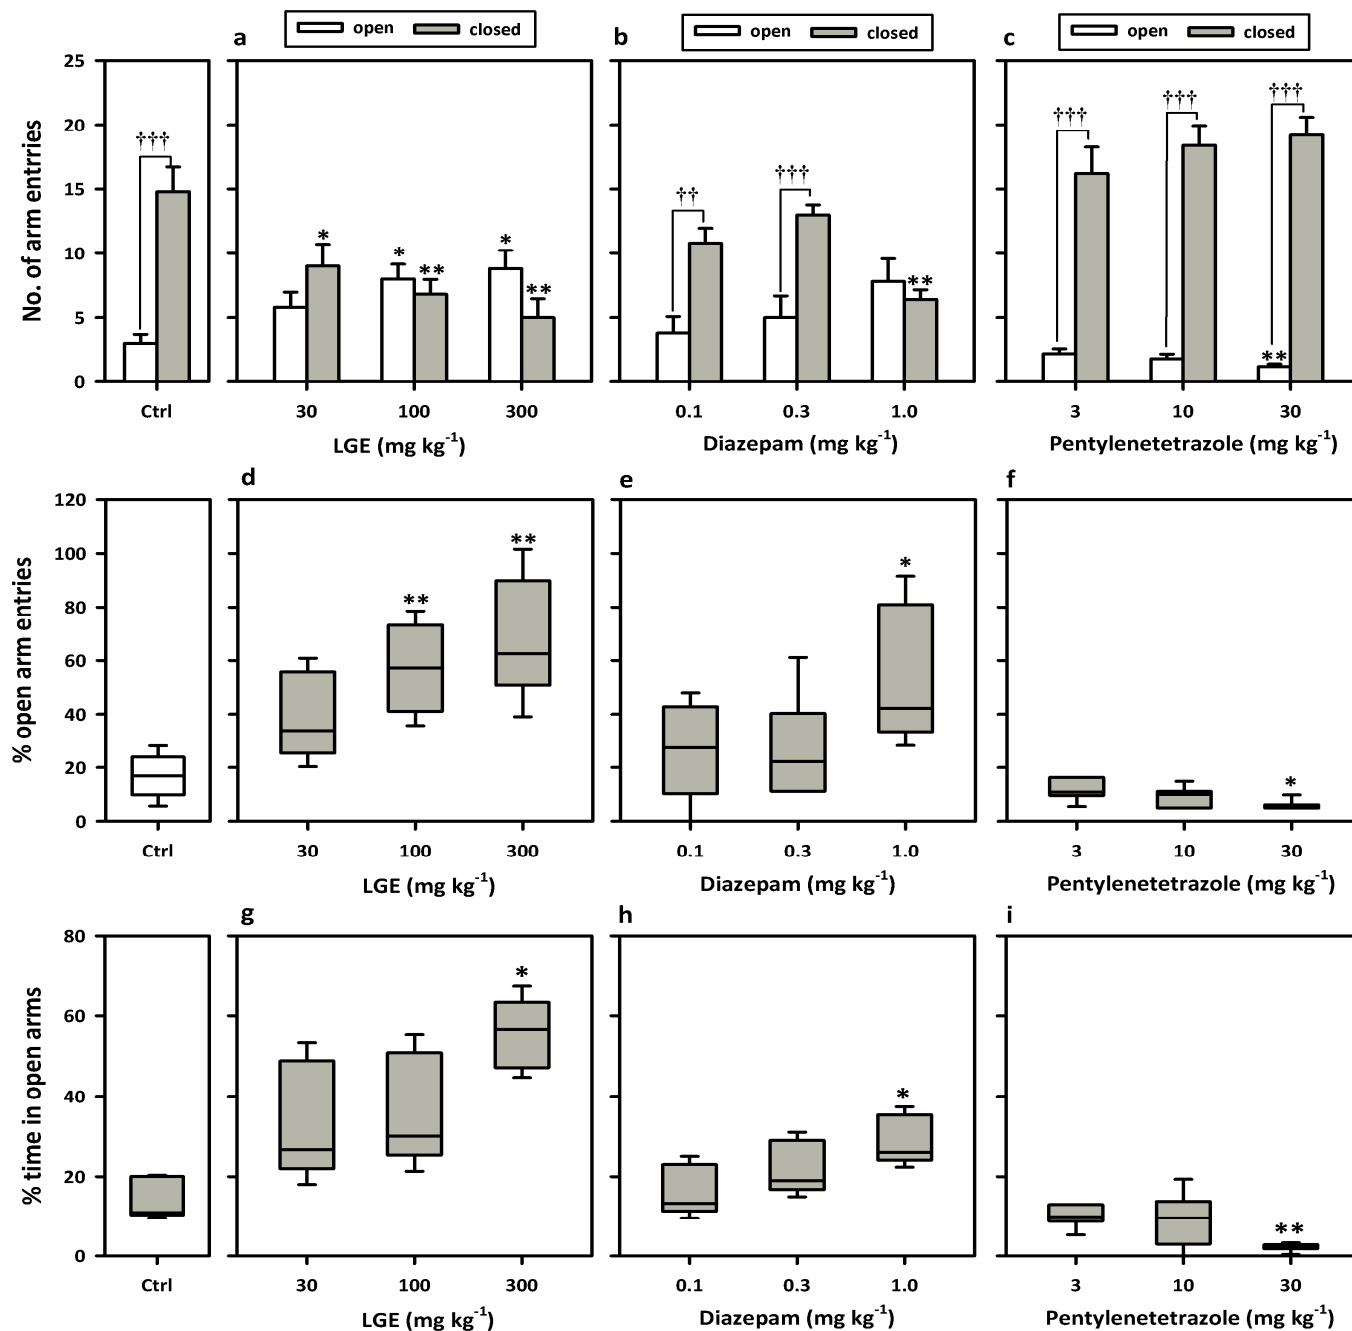 a open closed b open closed c open closed
No. of arm entrries
25
20
15
10
5
0
††† * * ** * ** †† ††† ** ††† ††† ††† **
Ctrl 30 100 300 0.1 0.3 1.0 3 10 30
LGE (mg kg-1) Diazepam (mg kg-1) Pentylenetetrazole (mg kg-1)
d e f
% open arm entries
120
100
80
60
40
20
0
** ** * *
Ctrl 30 100 300 0.1 0.3 1.0 3 10 30
LGE (mg kg-1) Diazepam (mg kg-1) Pentylenetetrazole (mg kg-1)
g h i
% time in open arms
80
60
40
20
0
* * **
Ctrl 30 100 300 0.1 0.3 1.0 3 10 30
LGE (mg kg-1) Diazepam (mg kg-1) Pentylenetetrazole (mg kg-1)